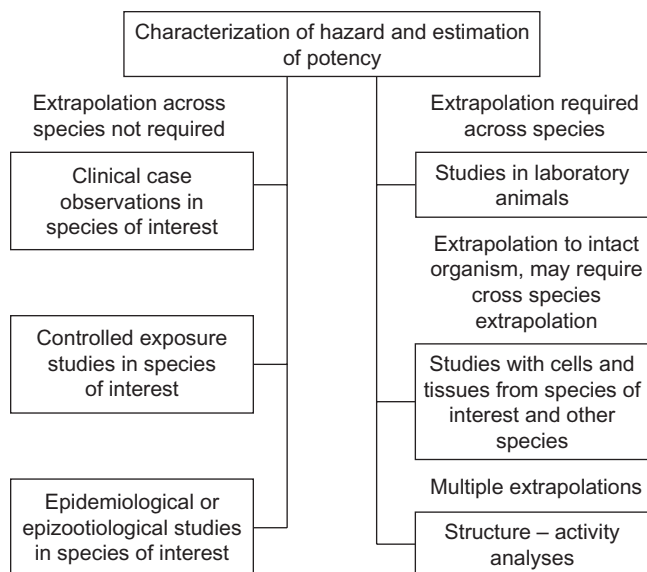 Characterization of hazard and estimation
of potency
Extrapolation across
species not required
Clinical case
observations in
species of interest
Controlled exposure
studies in species
of interest
Epidemiological or
epizootiological studies
in species of interest
Extrapolation required
across species
Studies in laboratory
animals
Extrapolation to intact
organism, may require
cross species
extrapolation
Studies with cells and
tissues from species of
interest and other
species
Multiple extrapolations
Structure – activity
analyses